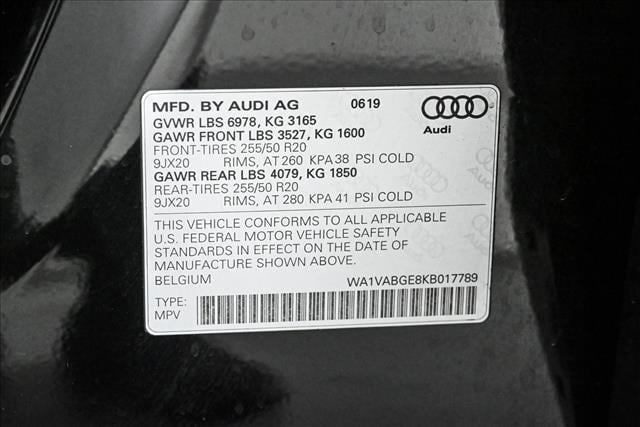 MFD. BY AUDI AG 0619
GVWR LBS 6978, KG 3165
GAWR FRONT LBS 3527, KG 1600
FRONT-TIRES 255/50 R20
9JX20 RIMS, AT 260 KPA 38 PSI COLD
GAWR REAR LBS 4079, KG 1850
REAR-TIRES 255/50 R20
9JX20 RIMS, AT 280 KPA 41 PSI COLD
Audi
THIS VEHICLE CONFORMS TO ALL APPLICABLE
U.S. FEDERAL MOTOR VEHICLE SAFETY
STANDARDS IN EFFECT ON THE DATE OF
MANUFACTURE SHOWN ABOVE.
BELGIUM WA1VABGE8KB017789
TYPE:
MPV